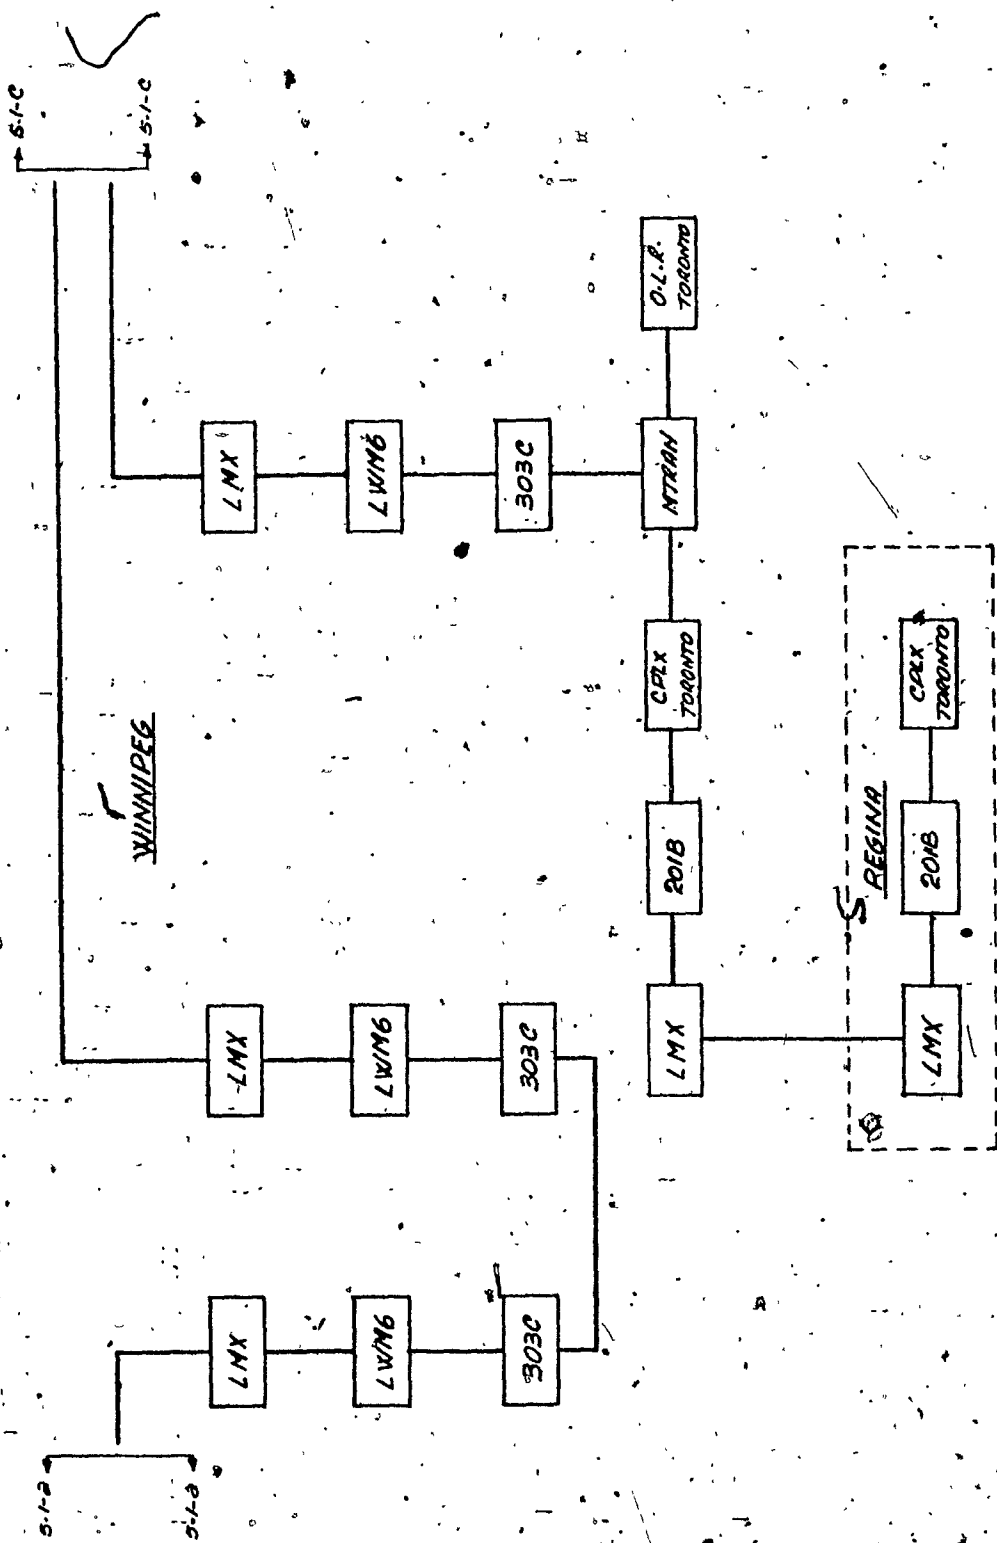 5-1-a
5-1-a
5-1-C
5-1-C
WINNIPEG
LMX
LMX
LMX
LWM6
LWM6
LWM6
303C
303C
303C
LMX
201B
CPLX
TORONTO
MTRAN
O.L.R.
TORONTO
REGINA
LMX
201B
CPLX
TORONTO